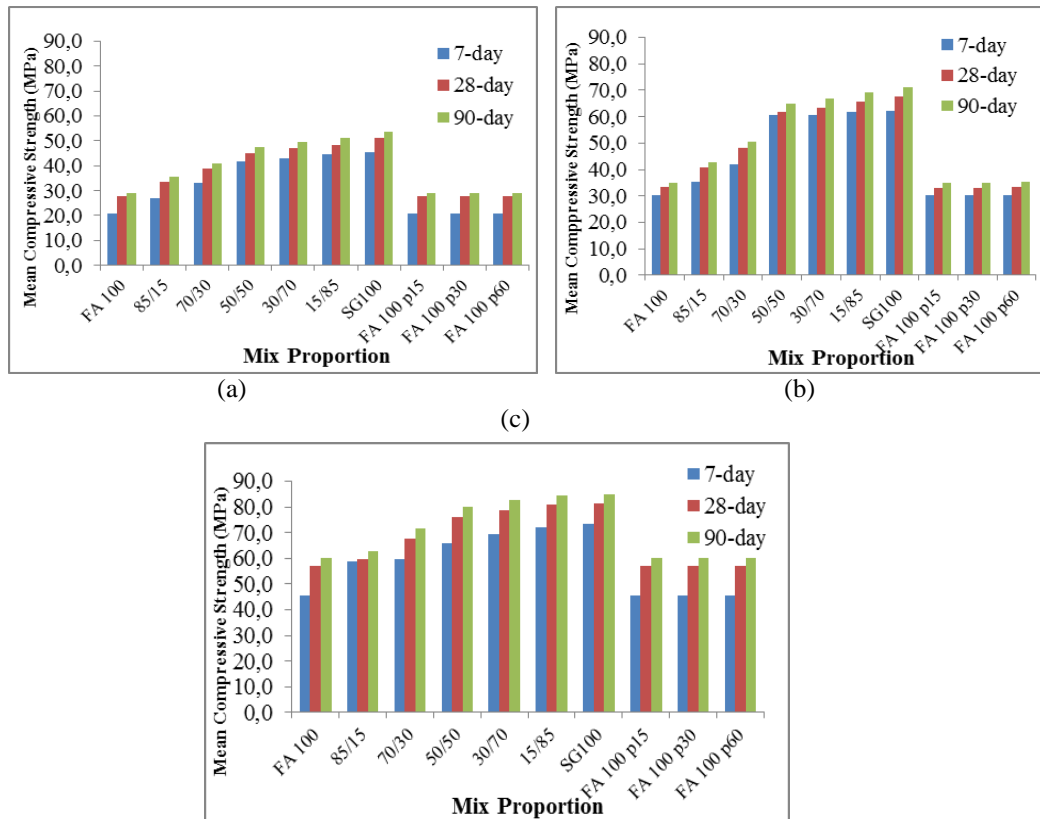 90,0
80,0
70,0
60,0
50,0
40,0
30,0
20,0
10,0
0,0
Mean Compressive Strength (MPa)
7-day
28-day
90-day
FA 100
85/15
70/30
50/50
30/70
15/85
SG100
FA 100 p15
FA 100 p30
FA 100 p60
Mix Proportion
(a)
90,0
80,0
70,0
60,0
50,0
40,0
30,0
20,0
10,0
0,0
Mean Comppressive Strength (MPa)
7-day
28-day
90-day
FA 100
85/15
70/30
50/50
30/70
15/85
SG100
FA 100 p15
FA 100 p30
FA 100 p60
Mix Proportion
(b)
(c)
90,0
80,0
70,0
60,0
50,0
40,0
30,0
20,0
10,0
0,0
Mean Compressive Strength (MPa)
7-day
28-day
90-day
FA 100
85/15
70/30
50/50
30/70
15/85
SG100
FA 100 p15
FA 100 p30
FA 100 p60
Mix Proportion